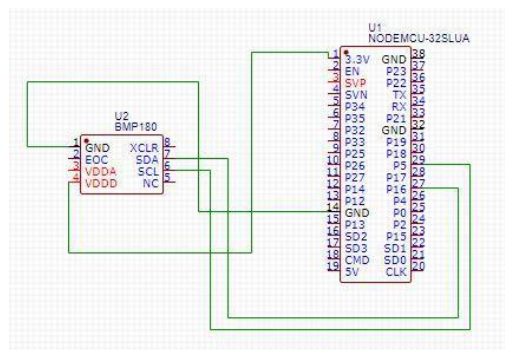 U1
NODEMCU-32SLUA
1 3.3V GND 38
2 EN P23 37
3 SVP P22 36
4 SVN TX 35
5 P34 RX 34
6 P35 P21 33
7 P32 GND 32
8 P33 P19 31
9 P25 P18 30
10 P26 P5 29
11 P27 P17 28
12 P14 P16 27
13 P12 P4 26
14 GND P0 25
15 P13 P2 24
16 SD2 P15 23
17 SD3 SD1 22
18 CMD SD0 21
19 5V CLK 20
U2
BMP180
1 GND XCLR 8
2 EOC SDA 7
3 VDDA SCL 6
4 VDDD NC 5